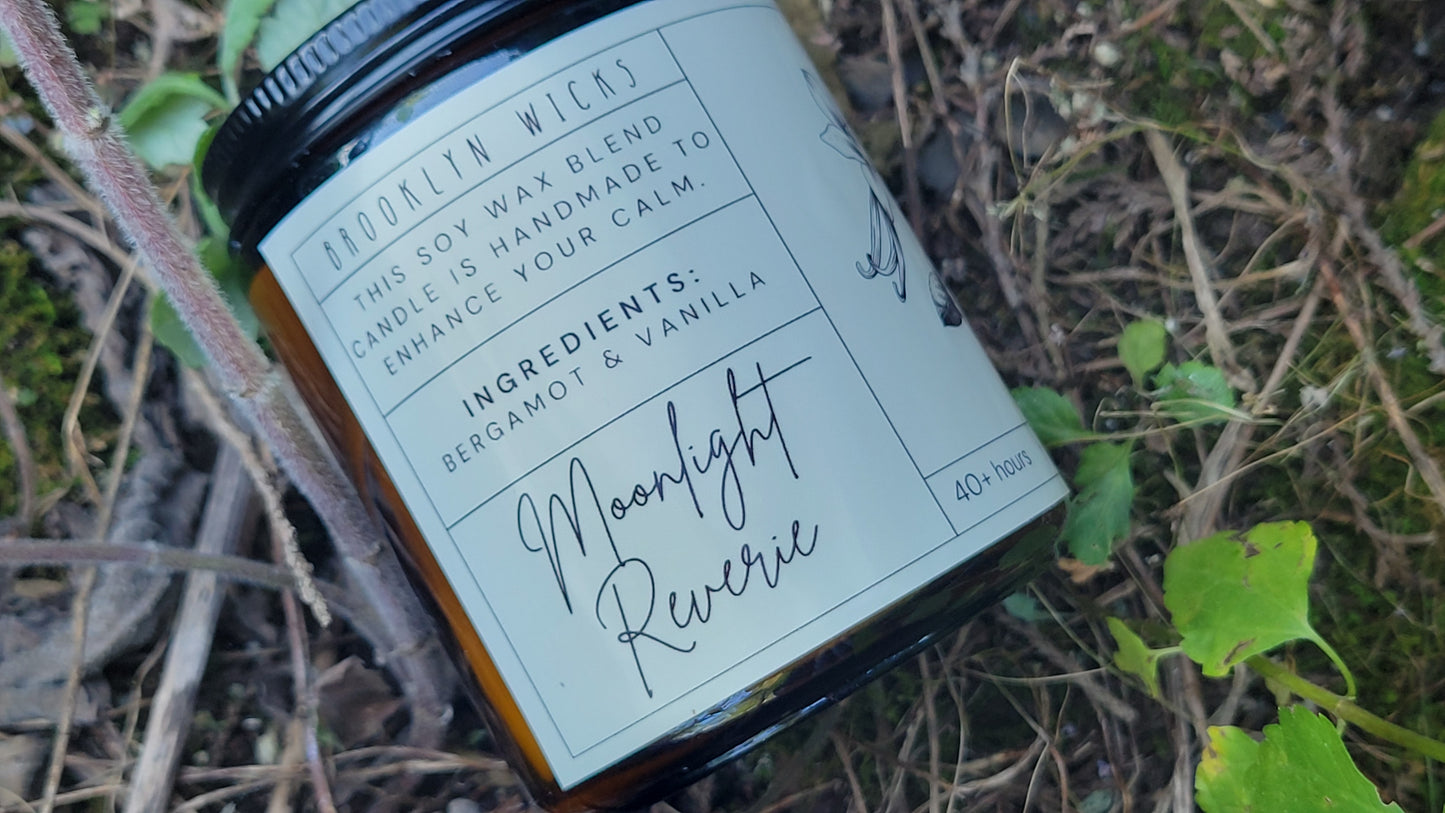 BROOKLYN WICKS
THIS SOY WAX BLEND
CANDLE IS HANDMADE TO
ENHANCE YOUR CALM.
INGREDIENTS:
BERGAMOT & VANILLA
Moonlight
Reverie
40+ hours